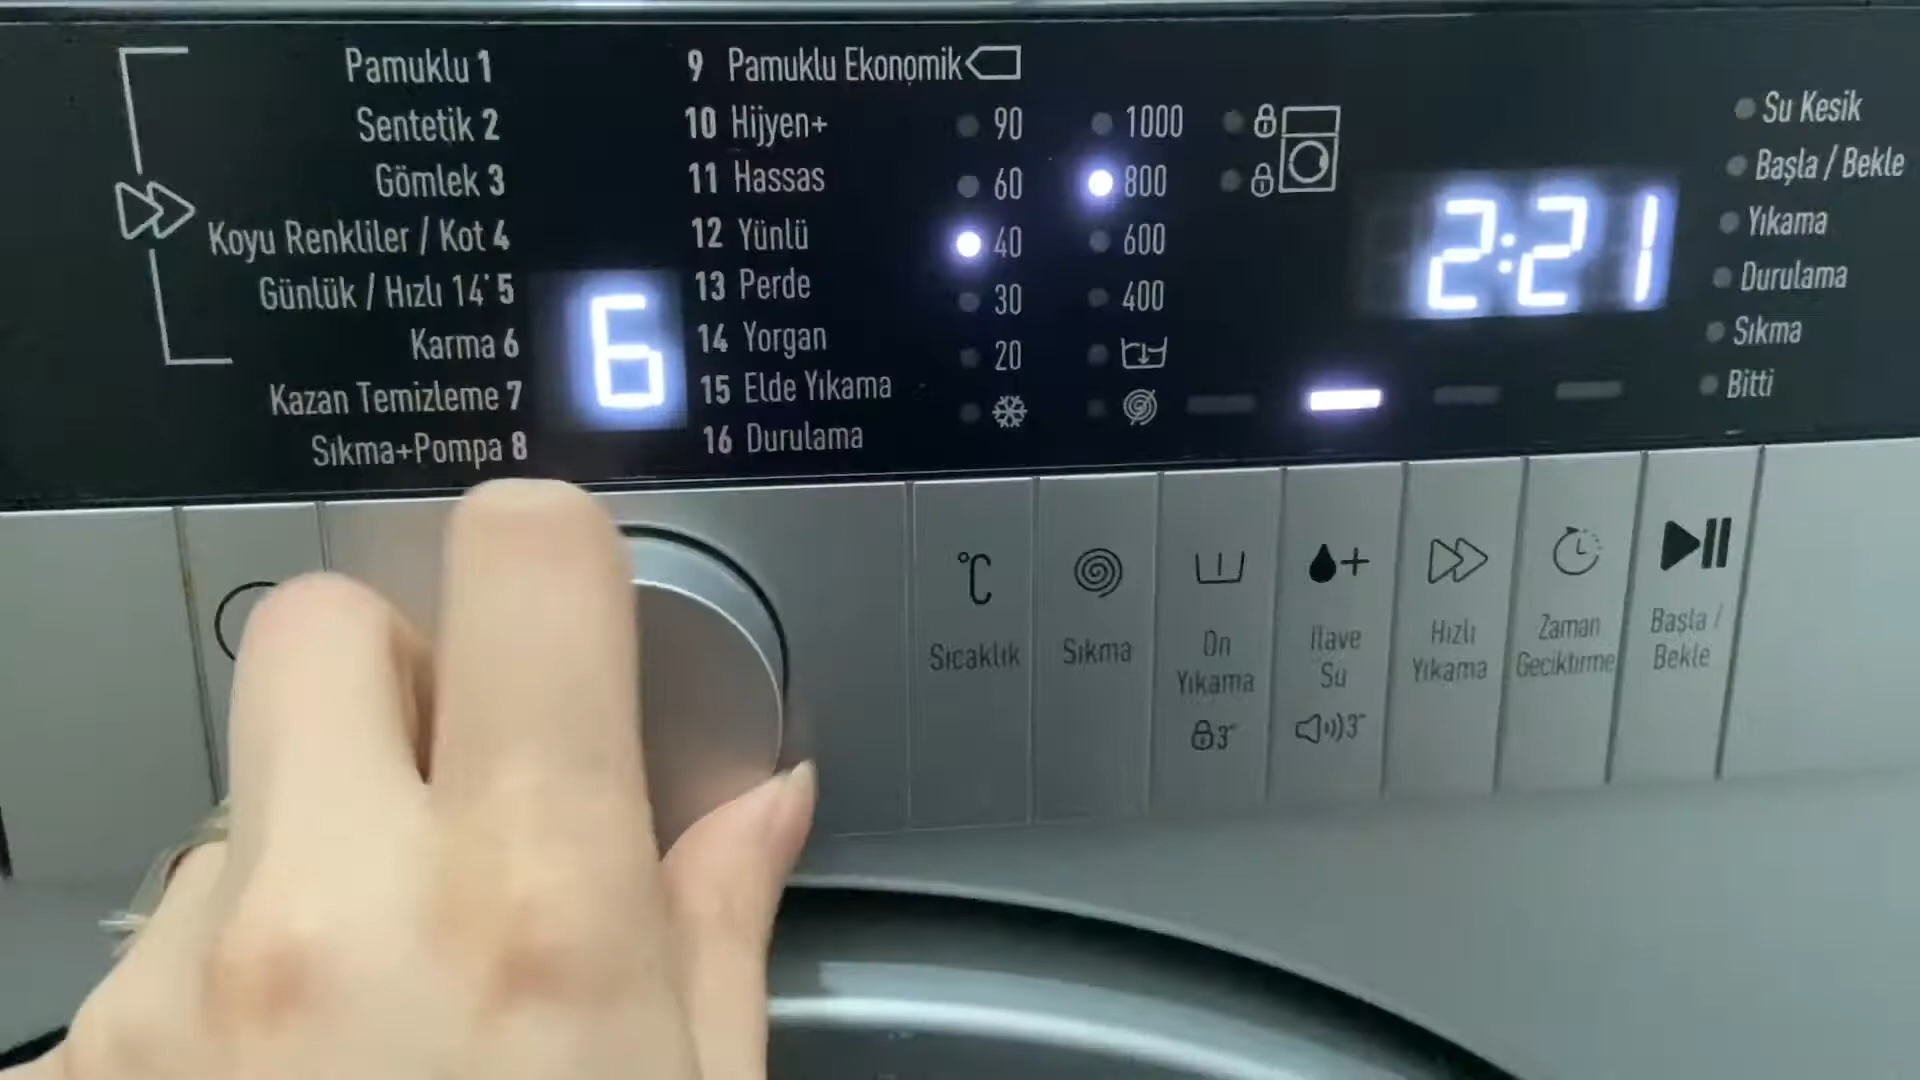 Pamuklu 1
Sentetik 2
Gömlek 3
Koyu Renkliler / Kot 4
Günlük / Hızlı 14' 5
Karma 6
Kazan Temizleme 7
Sıkma+Pompa 8
6
9 Pamuklu Ekonomik
10 Hijyen+
11 Hassas
12 Yünlü
13 Perde
14 Yorgan
15 Elde Yıkama
16 Durulama
90
60
40
30
20
1000
800
600
400
2:21
Su Kesik
Başla / Bekle
Yıkama
Durulama
Sıkma
Bitti
°C
Sıcaklık
Sıkma
Ön
Yıkama
3"
+
İlave
Su
3"
Hızlı
Yıkama
Zaman
Geciktirme
Başla /
Bekle